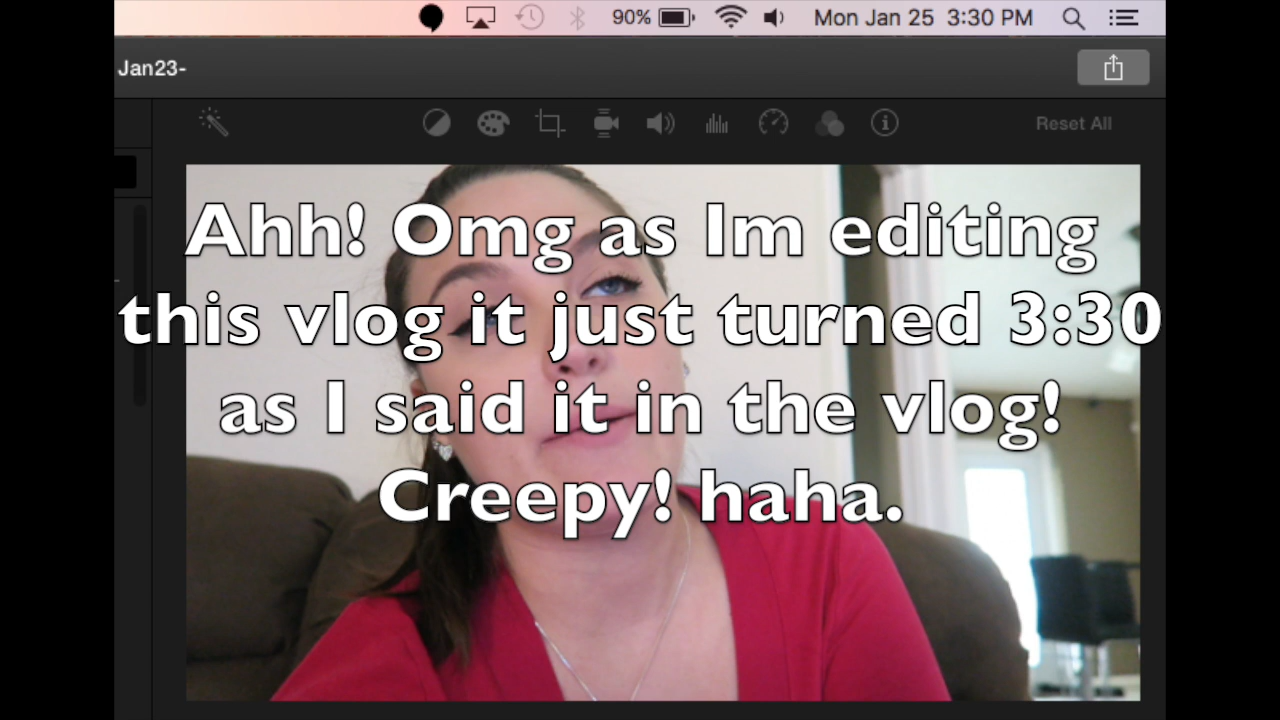 90% Mon Jan 25 3:30 PM
Jan23-
Reset All
Ahh! Omg as Im editing
this vlog it just turned 3:30
as I said it in the vlog!
Creepy! haha.